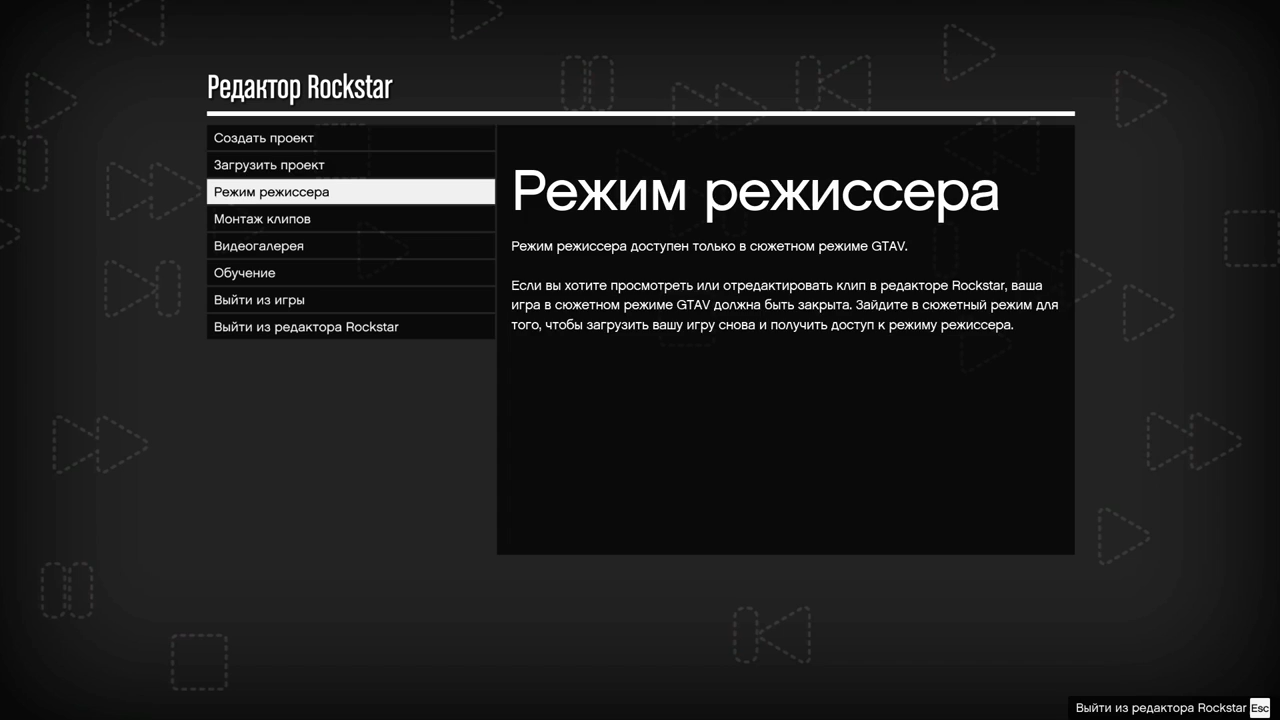 Редактор Rockstar
Создать проект
Загрузить проект
Режим режиссера
Монтаж клипов
Видеогалерея
Обучение
Выйти из игры
Выйти из редактора Rockstar
Режим режиссера
Режим режиссера доступен только в сюжетном режиме GTAV.
Если вы хотите просмотреть или отредактировать клип в редакторе Rockstar, ваша
игра в сюжетном режиме GTAV должна быть закрыта. Зайдите в сюжетный режим для
того, чтобы загрузить вашу игру снова и получить доступ к режиму режиссера.
Выйти из редактора Rockstar Esc